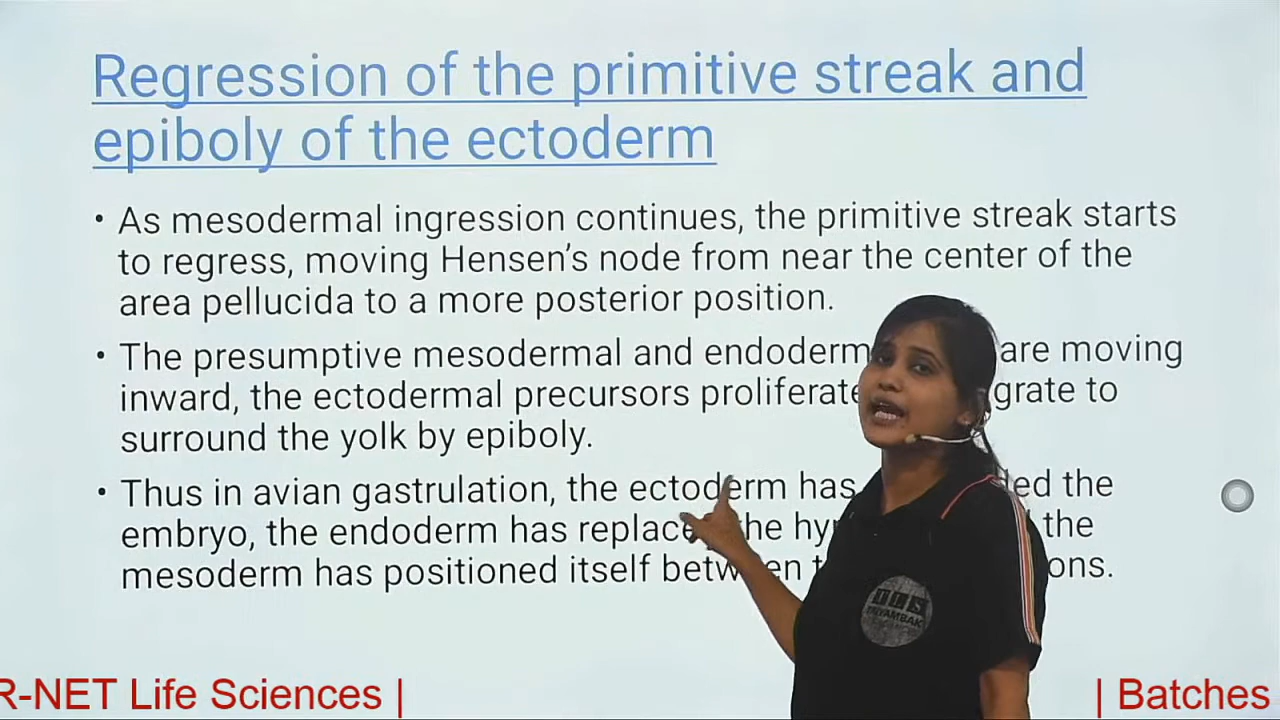 Regression of the primitive streak and
epiboly of the ectoderm
• As mesodermal ingression continues, the primitive streak starts
to regress, moving Hensen's node from near the center of the
area pellucida to a more posterior position.
• The presumptive mesodermal and endoderm are moving
inward, the ectodermal precursors proliferate grate to
surround the yolk by epiboly.
• Thus in avian gastrulation, the ectoderm has ed the
embryo, the endoderm has replace the hy the
mesoderm has positioned itself between t ons.
TLS
TRIYAMBAK
R-NET Life Sciences | | Batches